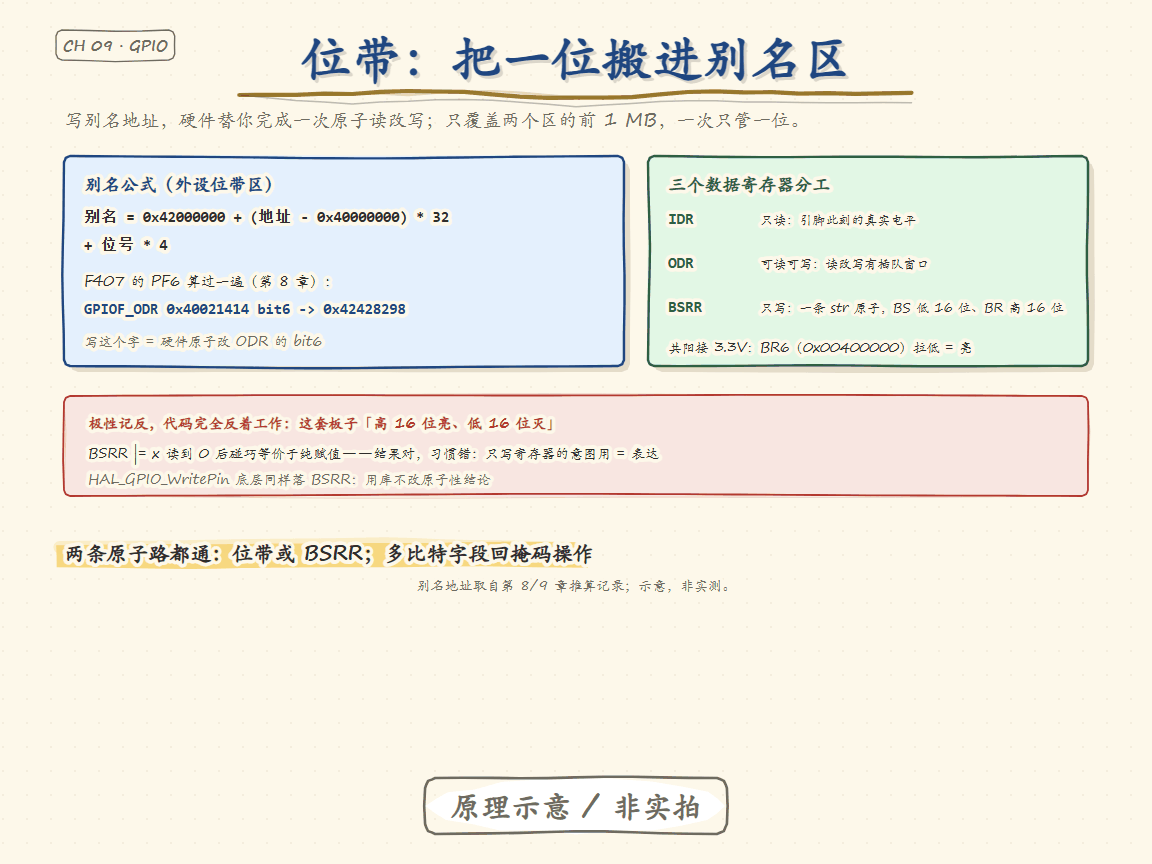 CH 09 · GPIO
位带：把一位搬进别名区
写别名地址，硬件替你完成一次原子读改写；只覆盖两个区的前 1 MB，一次只管一位。
别名公式（外设位带区）
别名 = 0x42000000 + (地址 - 0x40000000) * 32
+ 位号 * 4
F407 的 PF6 算过一遍（第 8 章）：
GPIOF_ODR 0x40021414 bit6 -> 0x42428298
写这个字 = 硬件原子改 ODR 的 bit6
三个数据寄存器分工
IDR 只读：引脚此刻的真实电平
ODR 可读可写：读改写有插队窗口
BSRR 只写：一条 str 原子，BS 低 16 位、BR 高 16 位
共阳接 3.3V：BR6（0x00400000）拉低 = 亮
极性记反，代码完全反着工作：这套板子「高 16 位亮、低 16 位灭」
BSRR |= x 读到 0 后碰巧等价于纯赋值——结果对，习惯错：只写寄存器的意图用 = 表达
HAL_GPIO_WritePin 底层同样落 BSRR：用库不改原子性结论
两条原子路都通：位带或 BSRR；多比特字段回掩码操作
别名地址取自第 8/9 章推算记录；示意，非实测。
原理示意 / 非实拍